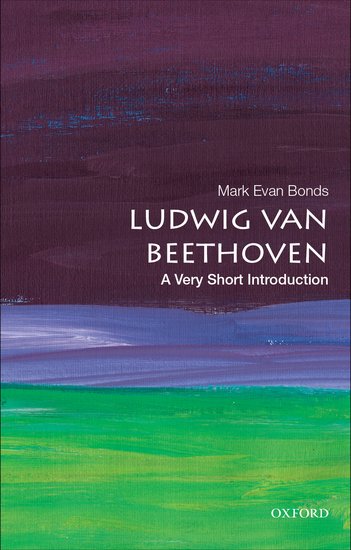 Mark Evan Bonds
LUDWIG VAN
BEETHOVEN
A Very Short Introduction
OXFORD